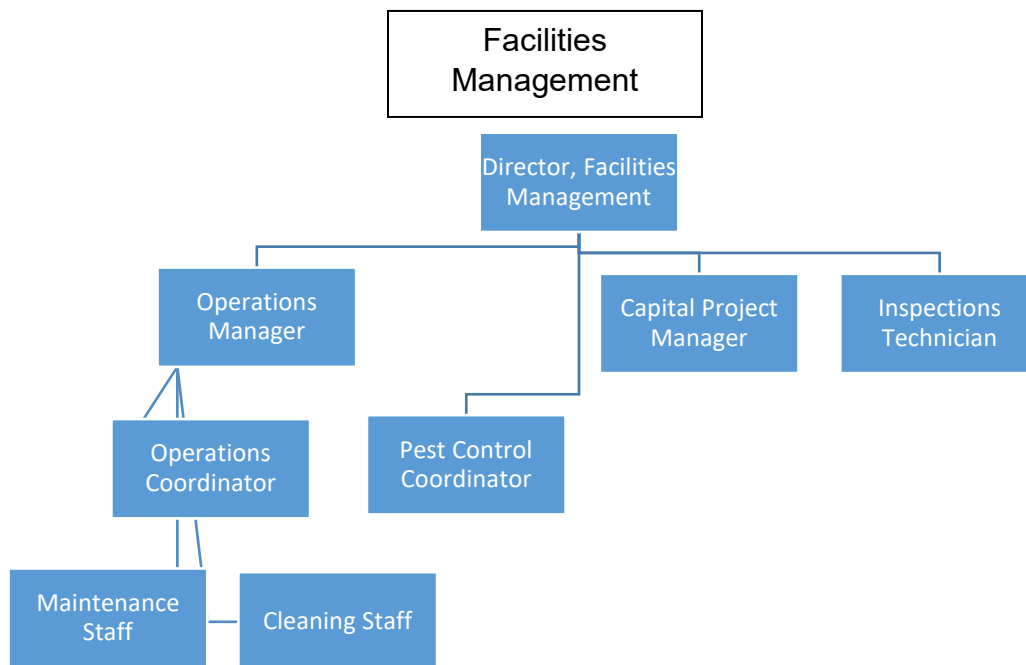 Facilities
Management
Director, Facilities
Management
Operations
Manager
Capital Project
Manager
Inspections
Technician
Operations
Coordinator
Pest Control
Coordinator
Maintenance
Staff
Cleaning Staff